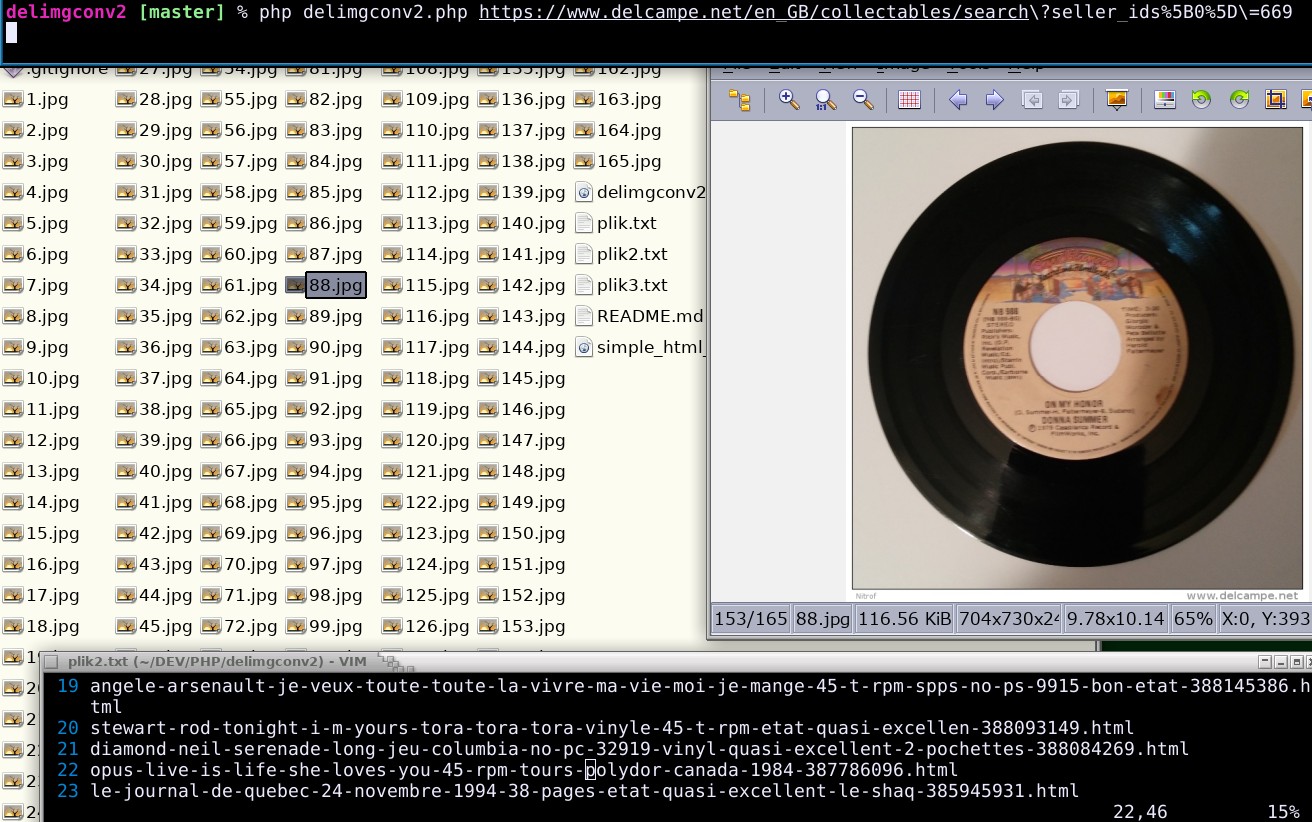 delimgconv2 [master] % php delimgconv2.php https://www.delcampe.net/en_GB/collectables/search\?seller_ids%5B0%5D\=669
.gitignore 27.jpg 54.jpg 81.jpg 108.jpg 135.jpg 162.jpg
1.jpg 28.jpg 55.jpg 82.jpg 109.jpg 136.jpg 163.jpg
2.jpg 29.jpg 56.jpg 83.jpg 110.jpg 137.jpg 164.jpg
3.jpg 30.jpg 57.jpg 84.jpg 111.jpg 138.jpg 165.jpg
4.jpg 31.jpg 58.jpg 85.jpg 112.jpg 139.jpg delimgconv2
5.jpg 32.jpg 59.jpg 86.jpg 113.jpg 140.jpg plik.txt
6.jpg 33.jpg 60.jpg 87.jpg 114.jpg 141.jpg plik2.txt
7.jpg 34.jpg 61.jpg 88.jpg 115.jpg 142.jpg plik3.txt
8.jpg 35.jpg 62.jpg 89.jpg 116.jpg 143.jpg README.md
9.jpg 36.jpg 63.jpg 90.jpg 117.jpg 144.jpg simple_html_
10.jpg 37.jpg 64.jpg 91.jpg 118.jpg 145.jpg
11.jpg 38.jpg 65.jpg 92.jpg 119.jpg 146.jpg
12.jpg 39.jpg 66.jpg 93.jpg 120.jpg 147.jpg
13.jpg 40.jpg 67.jpg 94.jpg 121.jpg 148.jpg
14.jpg 41.jpg 68.jpg 95.jpg 122.jpg 149.jpg
15.jpg 42.jpg 69.jpg 96.jpg 123.jpg 150.jpg
16.jpg 43.jpg 70.jpg 97.jpg 124.jpg 151.jpg
17.jpg 44.jpg 71.jpg 98.jpg 125.jpg 152.jpg
18.jpg 45.jpg 72.jpg 99.jpg 126.jpg 153.jpg
1:1
NB 988
STEREO
ON MY HONOR
DONNA SUMMER
Nitrof www.delcampe.net
153/165 88.jpg 116.56 KiB 704x730x24 9.78x10.14 65% X:0, Y:393
plik2.txt (~/DEV/PHP/delimgconv2) - VIM
19 angele-arsenault-je-veux-toute-toute-la-vivre-ma-vie-moi-je-mange-45-t-rpm-spps-no-ps-9915-bon-etat-388145386.h
tml
20 stewart-rod-tonight-i-m-yours-tora-tora-tora-vinyle-45-t-rpm-etat-quasi-excellen-388093149.html
21 diamond-neil-serenade-long-jeu-columbia-no-pc-32919-vinyl-quasi-excellent-2-pochettes-388084269.html
22 opus-live-is-life-she-loves-you-45-rpm-tours-polydor-canada-1984-387786096.html
23 le-journal-de-quebec-24-novembre-1994-38-pages-etat-quasi-excellent-le-shaq-385945931.html
22,46 15%